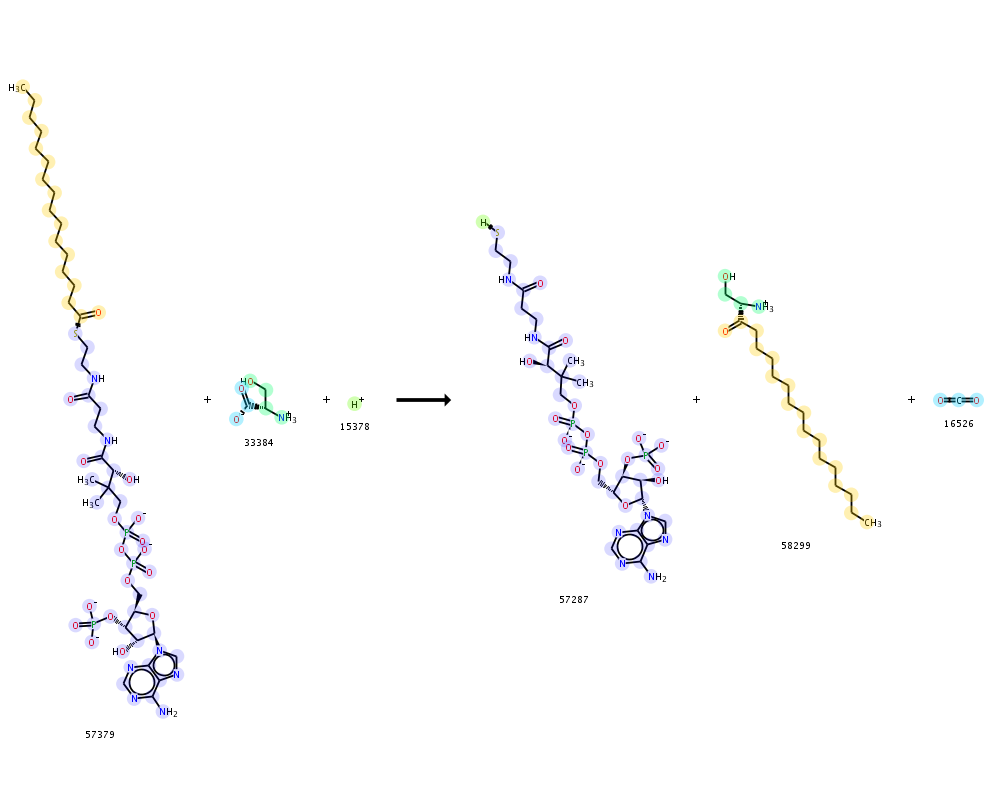 H₃C
O
S
NH
O
NH
O
OH
H₃C
H₃C
O
O⁻
P
O
O
O⁻
P
O
O
O⁻
O
P
O
O⁻
O
HO
N
N
N
N
N
NH₂
57379
+
HO
O
O⁻
NH₃⁺
33384
+
H⁺
15378
H
S
HN
O
HN
O
HO
CH₃
CH₃
O
O
P
O
O⁻
O
P
O⁻
O
O⁻
P
O⁻
O
O
OH
O
N
N
N
N
N
NH₂
57287
+
OH
NH₃⁺
O
CH₃
58299
+
O
C
O
16526